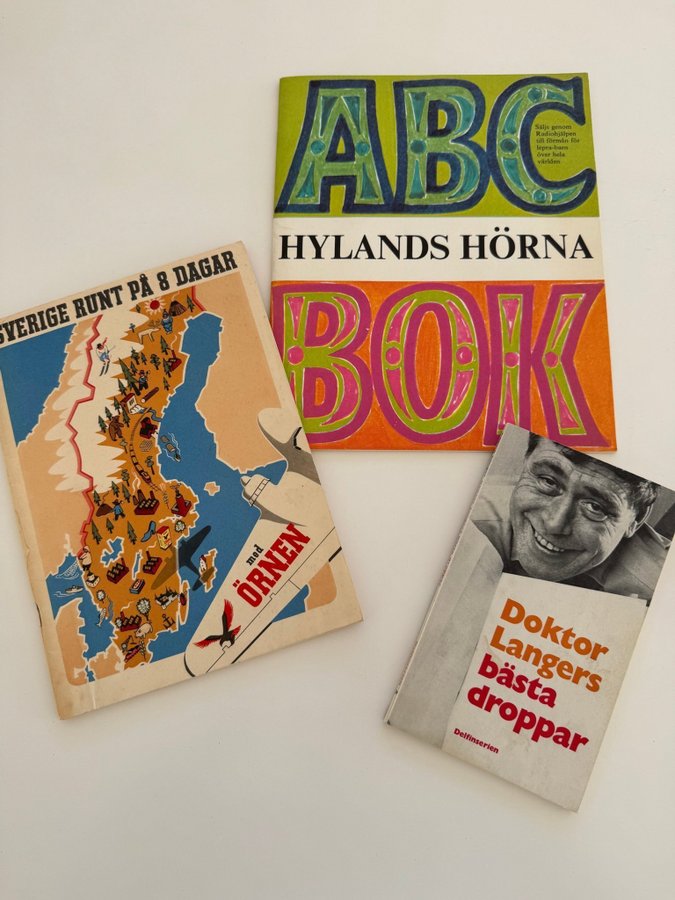 ABC
Säljs genom
Radiohjälpen
till förmån för
lepra-barn
över hela
världen
HYLANDS HÖRNA
BOK
SVERIGE RUNT PÅ 8 DAGAR
med
ÖRNEN
Doktor
Langers
bästa
droppar
Delfinserien